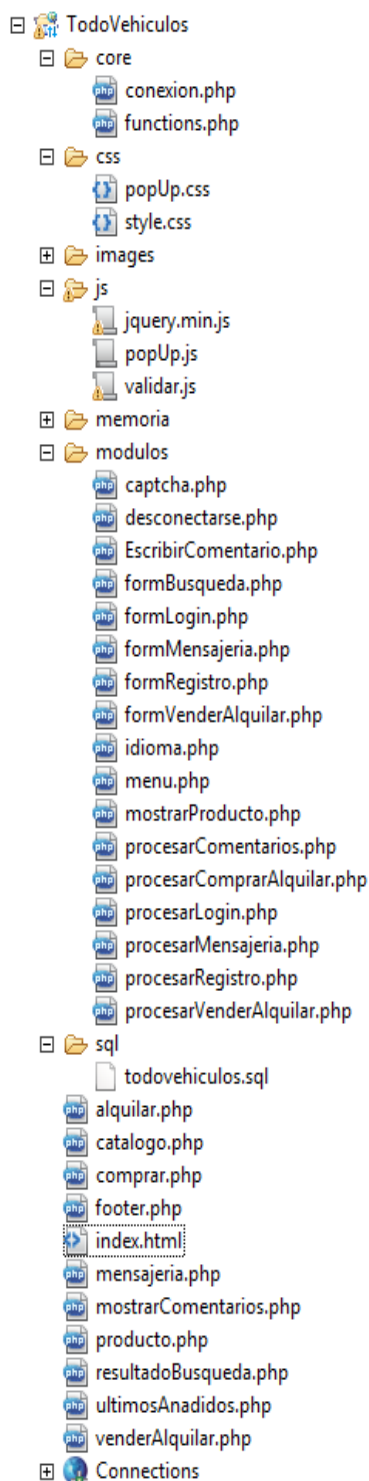 TodoVehiculos
core
conexion.php
functions.php
css
popUp.css
style.css
images
js
jquery.min.js
popUp.js
validar.js
memoria
modulos
captcha.php
desconectarse.php
EscribirComentario.php
formBusqueda.php
formLogin.php
formMensajeria.php
formRegistro.php
formVenderAlquilar.php
idioma.php
menu.php
mostrarProducto.php
procesarComentarios.php
procesarComprarAlquilar.php
procesarLogin.php
procesarMensajeria.php
procesarRegistro.php
procesarVenderAlquilar.php
sql
todovehiculos.sql
alquilar.php
catalogo.php
comprar.php
footer.php
index.html
mensajeria.php
mostrarComentarios.php
producto.php
resultadoBusqueda.php
ultimosAnadidos.php
venderAlquilar.php
Connections